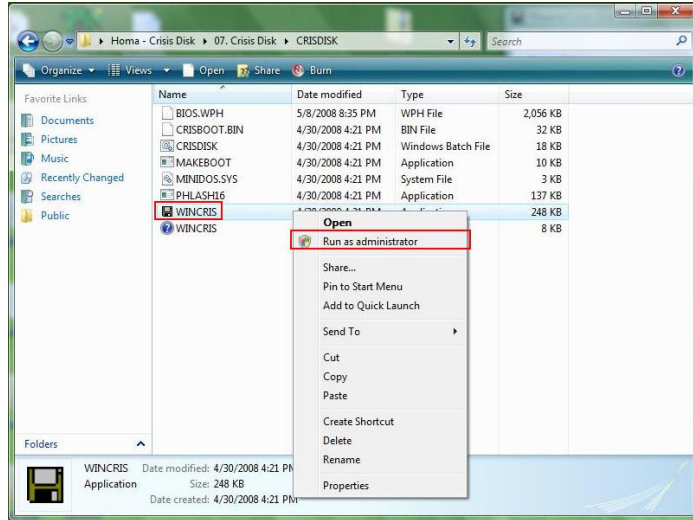 Homa - Crisis Disk ▸ 07. Crisis Disk ▸ CRISDISK
Search
Organize Views Open Share Burn
Favorite Links
Documents
Pictures
Music
Recently Changed
Searches
Public
Folders
Name Date modified Type Size
BIOS.WPH 5/8/2008 8:35 PM WPH File 2,056 KB
CRISBOOT.BIN 4/30/2008 4:21 PM BIN File 32 KB
CRISDISK 4/30/2008 4:21 PM Windows Batch File 18 KB
MAKEBOOT 4/30/2008 4:21 PM Application 10 KB
MINIDOS.SYS 4/30/2008 4:21 PM System File 3 KB
PHLASH16 4/30/2008 4:21 PM Application 137 KB
WINCRIS 248 KB
WINCRIS 8 KB
Open
Run as administrator
Share...
Pin to Start Menu
Add to Quick Launch
Send To
Cut
Copy
Paste
Create Shortcut
Delete
Rename
Properties
WINCRIS Date modified: 4/30/2008 4:21 PM
Application Size: 248 KB
Date created: 4/30/2008 4:21 PM